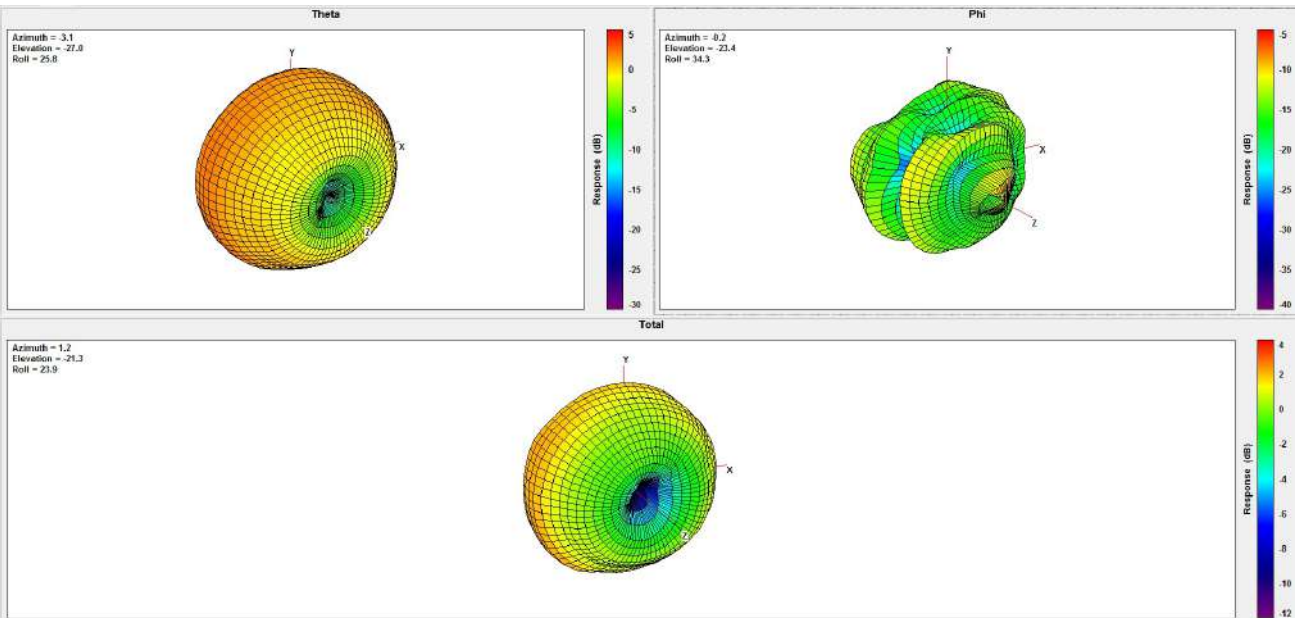 Theta
Azimuth = -3.1
Elevation = -27.0
Roll = 25.8
Y
X
Z
5
0
-5
-10
-15
-20
-25
-30
Response (dB)
Phi
Azimuth = -0.2
Elevation = -23.4
Roll = 34.3
Y
X
Z
-5
-10
-15
-20
-25
-30
-35
-40
Response (dB)
Total
Azimuth = 1.2
Elevation = -21.3
Roll = 23.9
Y
X
Z
4
2
0
-2
-4
-6
-8
-10
-12
Response (dB)